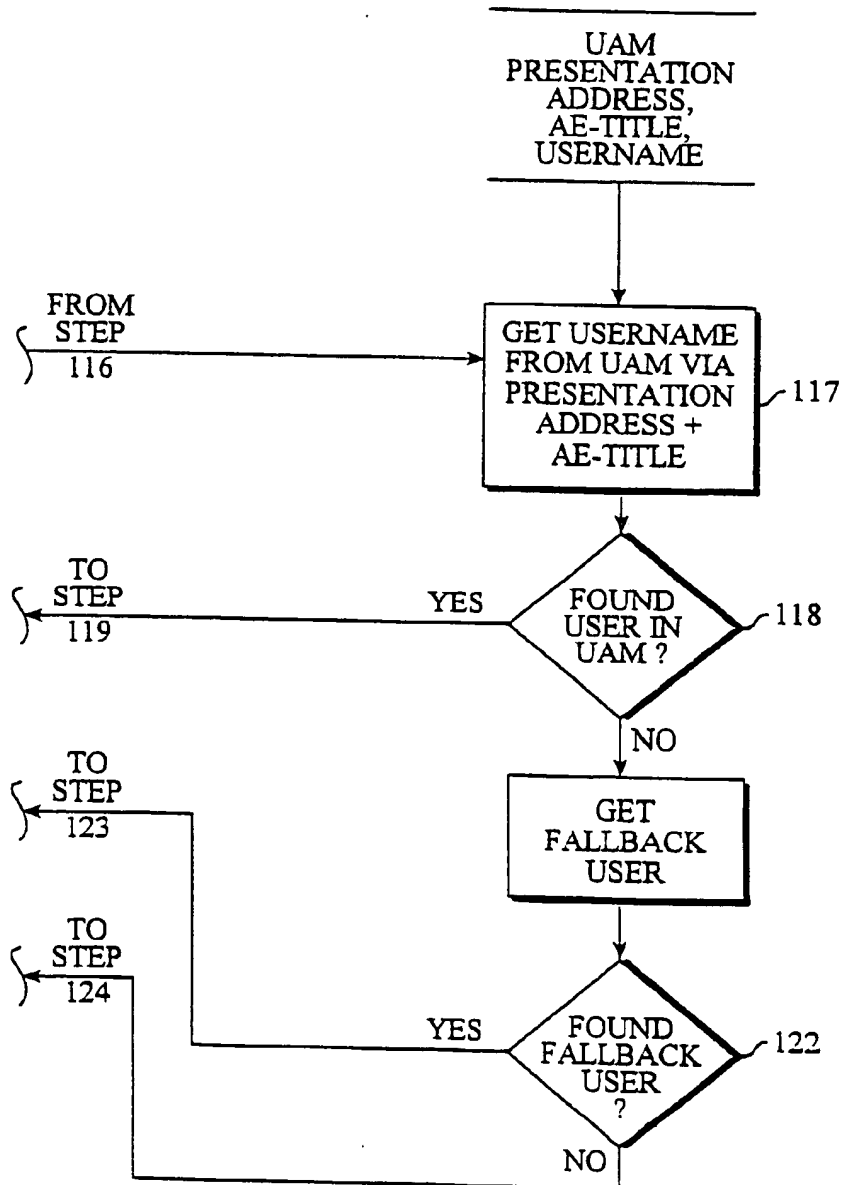 UAM
PRESENTATION
ADDRESS,
AE-TITLE,
USERNAME
FROM
STEP
116
GET USERNAME
FROM UAM VIA
PRESENTATION
ADDRESS +
AE-TITLE
117
TO
STEP
119
YES
FOUND
USER IN
UAM ?
118
NO
TO
STEP
123
GET
FALLBACK
USER
TO
STEP
124
YES
FOUND
FALLBACK
USER
?
122
NO